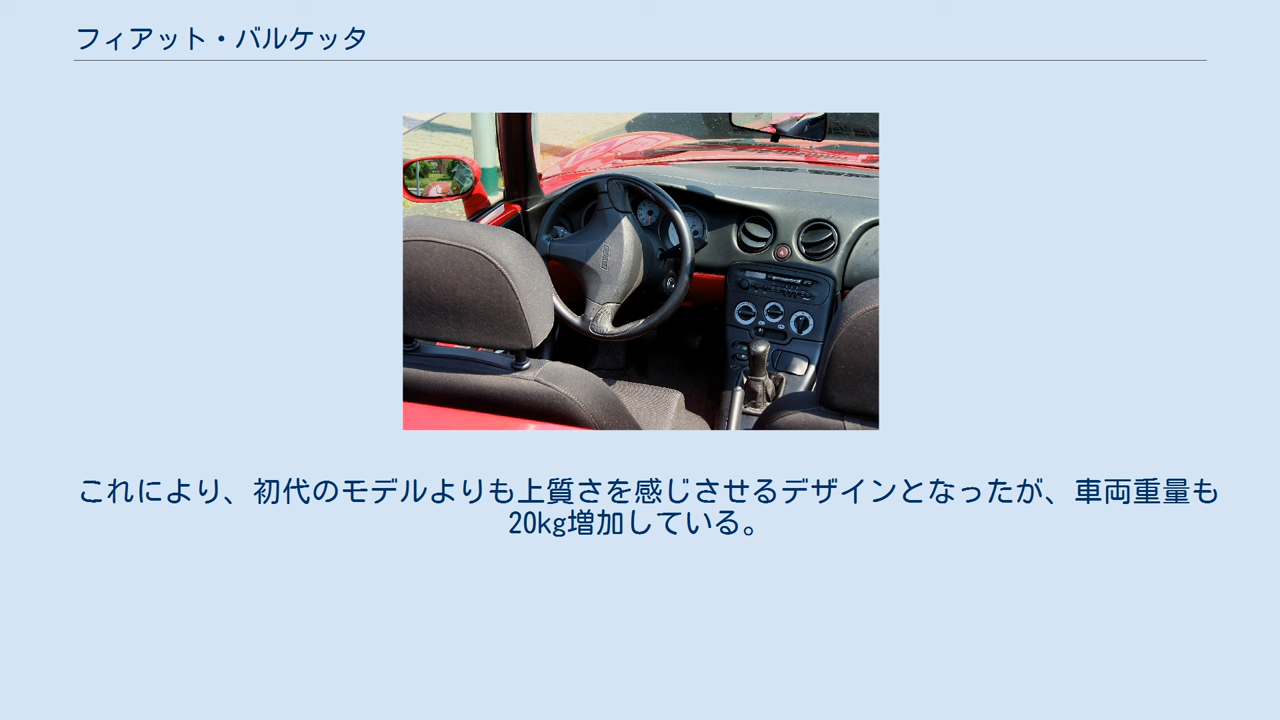 フィアット・バルケッタ
これにより、初代のモデルよりも上質さを感じさせるデザインとなったが、車両重量も
20kg増加している。